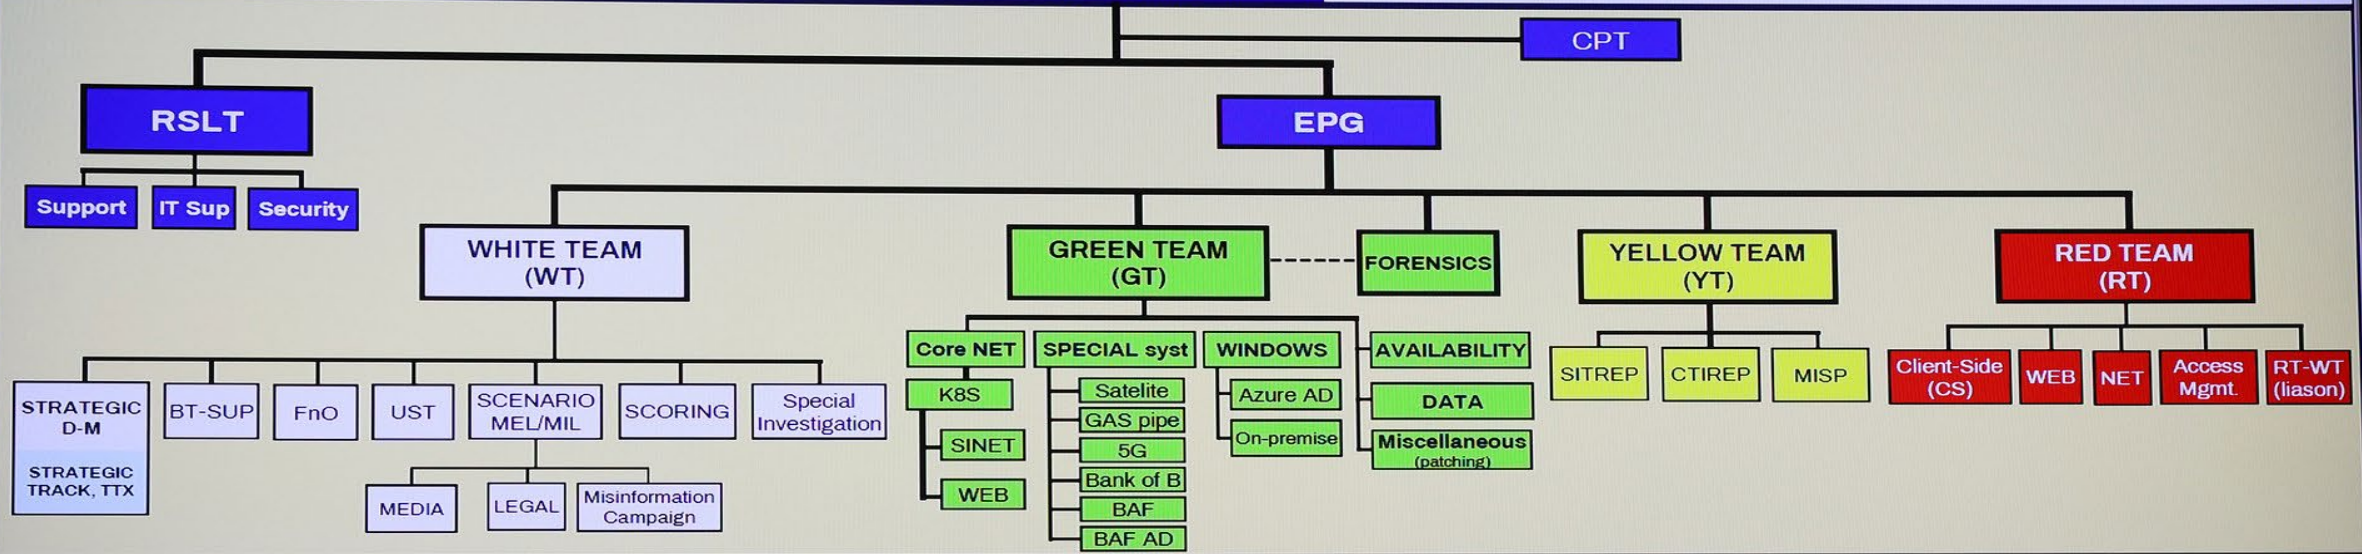 CPT
RSLT
EPG
Support
IT Sup
Security
WHITE TEAM
(WT)
GREEN TEAM
(GT)
FORENSICS
YELLOW TEAM
(YT)
RED TEAM
(RT)
STRATEGIC
D-M
STRATEGIC
TRACK, TTX
BT-SUP
FnO
UST
SCENARIO
MEL/MIL
SCORING
Special
Investigation
MEDIA
LEGAL
Misinformation
Campaign
Core NET
K8S
SINET
WEB
SPECIAL syst
Satelite
GAS pipe
5G
Bank of B
BAF
BAF AD
WINDOWS
Azure AD
On-premise
AVAILABILITY
DATA
Miscellaneous
(patching)
SITREP
CTIREP
MISP
Client-Side
(CS)
WEB
NET
Access
Mgmt.
RT-WT
(liason)